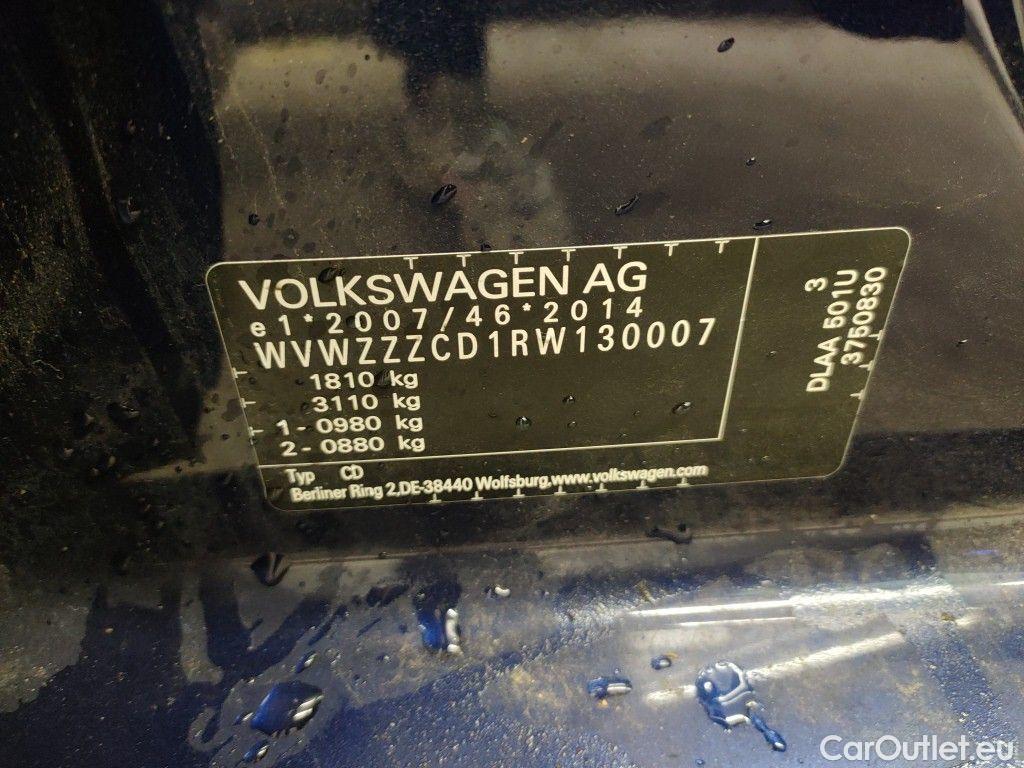 VOLKSWAGEN AG
e1*2007/46*2014
WVWZZZCD1RW130007
1810 kg
3110 kg
1-0980 kg
2-0880 kg
Typ CD
Berliner Ring 2,DE-38440 Wolfsburg,www.volkswagen.com
3
DLAA 501U
3750830
CarOutlet.eu